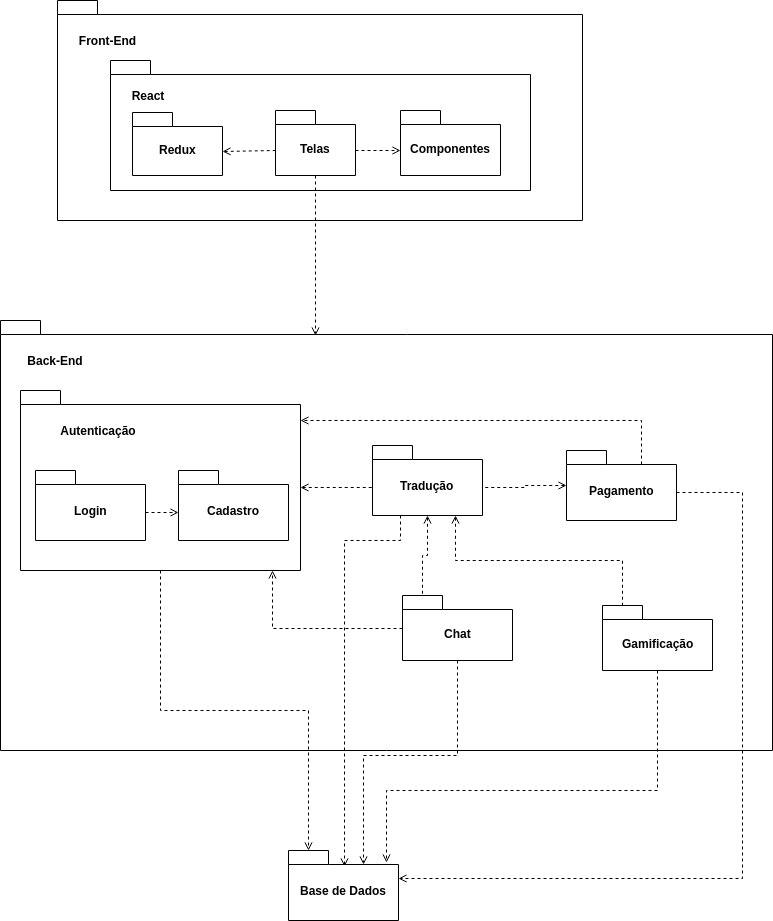 Front-End
React
Redux
Telas
Componentes
Back-End
Autenticação
Login
Cadastro
Tradução
Pagamento
Chat
Gamificação
Base de Dados